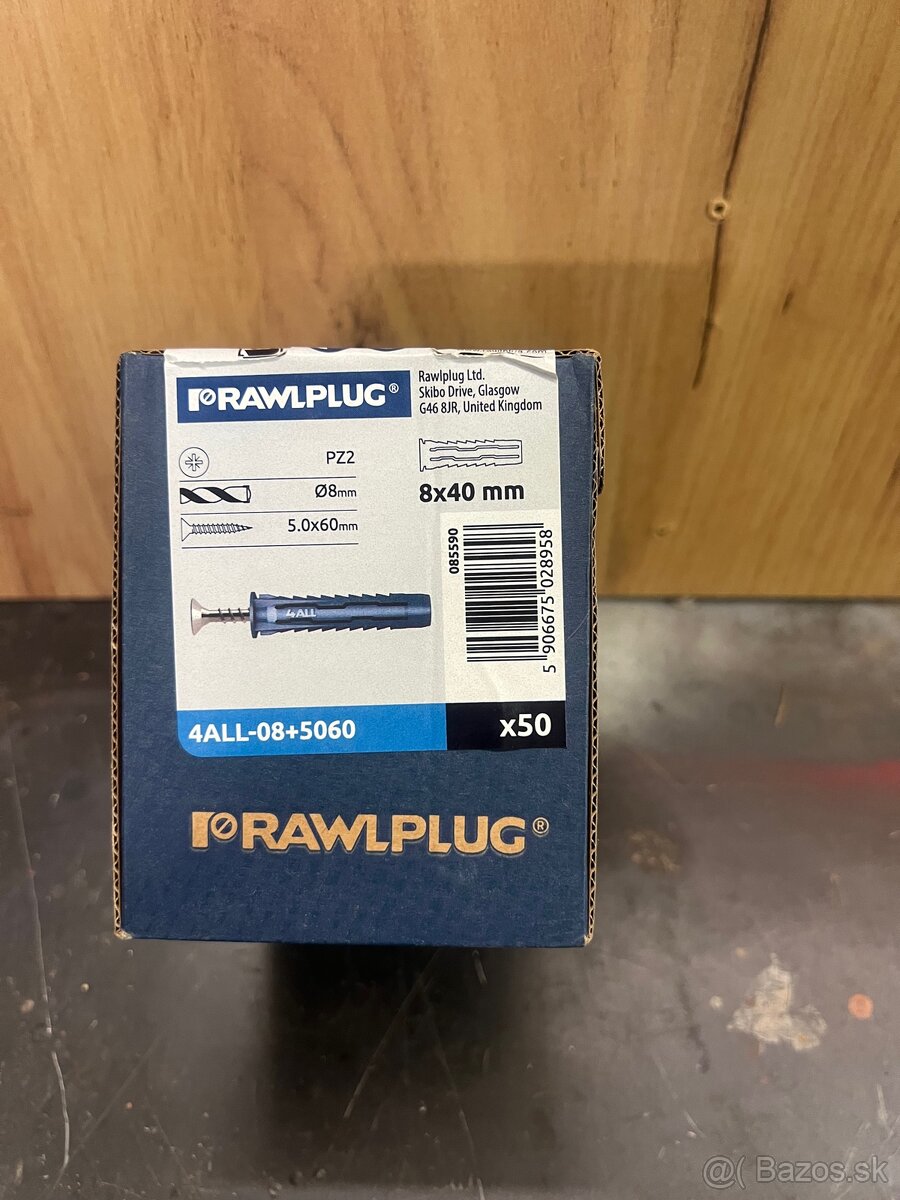 RAWLPLUG®
Rawlplug Ltd.
Skibo Drive, Glasgow
G46 8JR, United Kingdom
PZ2
Ø8mm
5.0x60mm
8x40 mm
4ALL
085590
5 906675 028958
4ALL-08+5060
x50
RAWLPLUG®
@( Bazos.sk